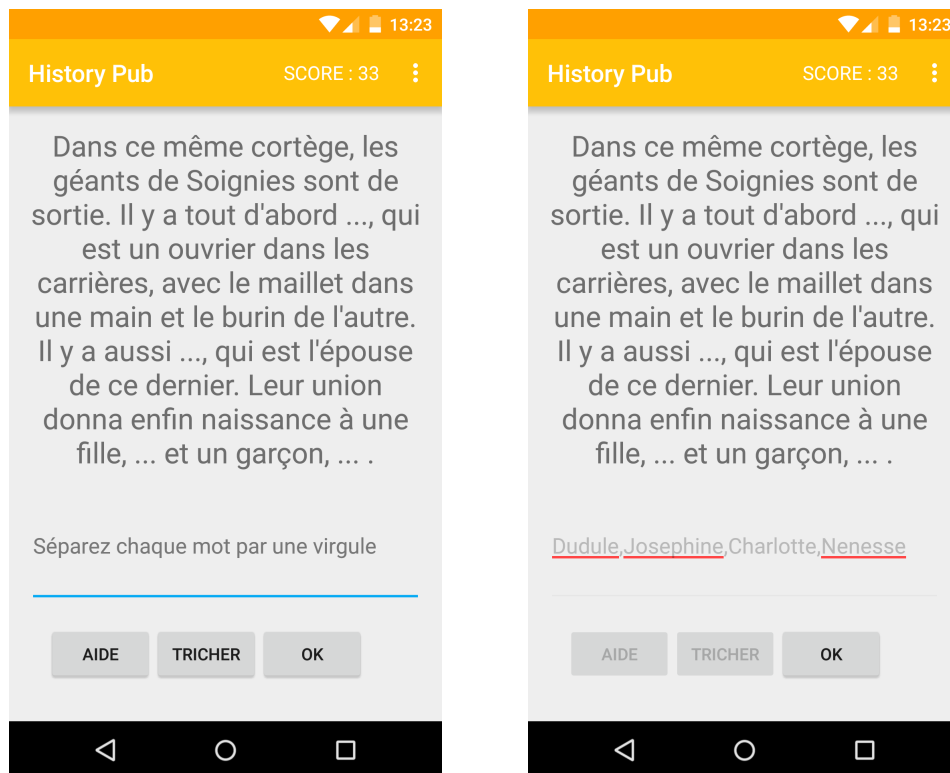 13:23
History Pub
SCORE : 33
Dans ce même cortège, les
géants de Soignies sont de
sortie. Il y a tout d'abord ..., qui
est un ouvrier dans les
carrières, avec le maillet dans
une main et le burin de l'autre.
Il y a aussi ..., qui est l'épouse
de ce dernier. Leur union
donna enfin naissance à une
fille, ... et un garçon, ... .
Séparez chaque mot par une virgule
AIDE
TRICHER
OK
13:23
History Pub
SCORE : 33
Dans ce même cortège, les
géants de Soignies sont de
sortie. Il y a tout d'abord ..., qui
est un ouvrier dans les
carrières, avec le maillet dans
une main et le burin de l'autre.
Il y a aussi ..., qui est l'épouse
de ce dernier. Leur union
donna enfin naissance à une
fille, ... et un garçon, ... .
Dudule,Josephine,Charlotte,Nenesse
AIDE
TRICHER
OK